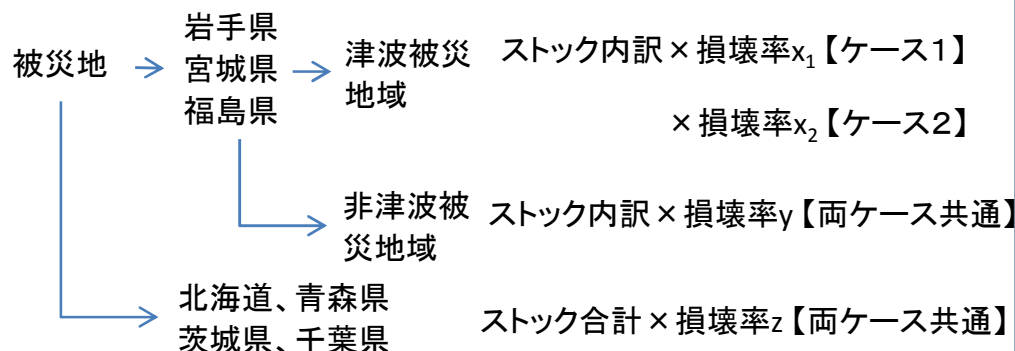 被災地
岩手県
宮城県
福島県
津波被災
地域
ストック内訳×損壊率x₁【ケース1】
×損壊率x₂【ケース2】
非津波被
災地域
ストック内訳×損壊率y【両ケース共通】
北海道、青森県
茨城県、千葉県
ストック合計×損壊率z【両ケース共通】